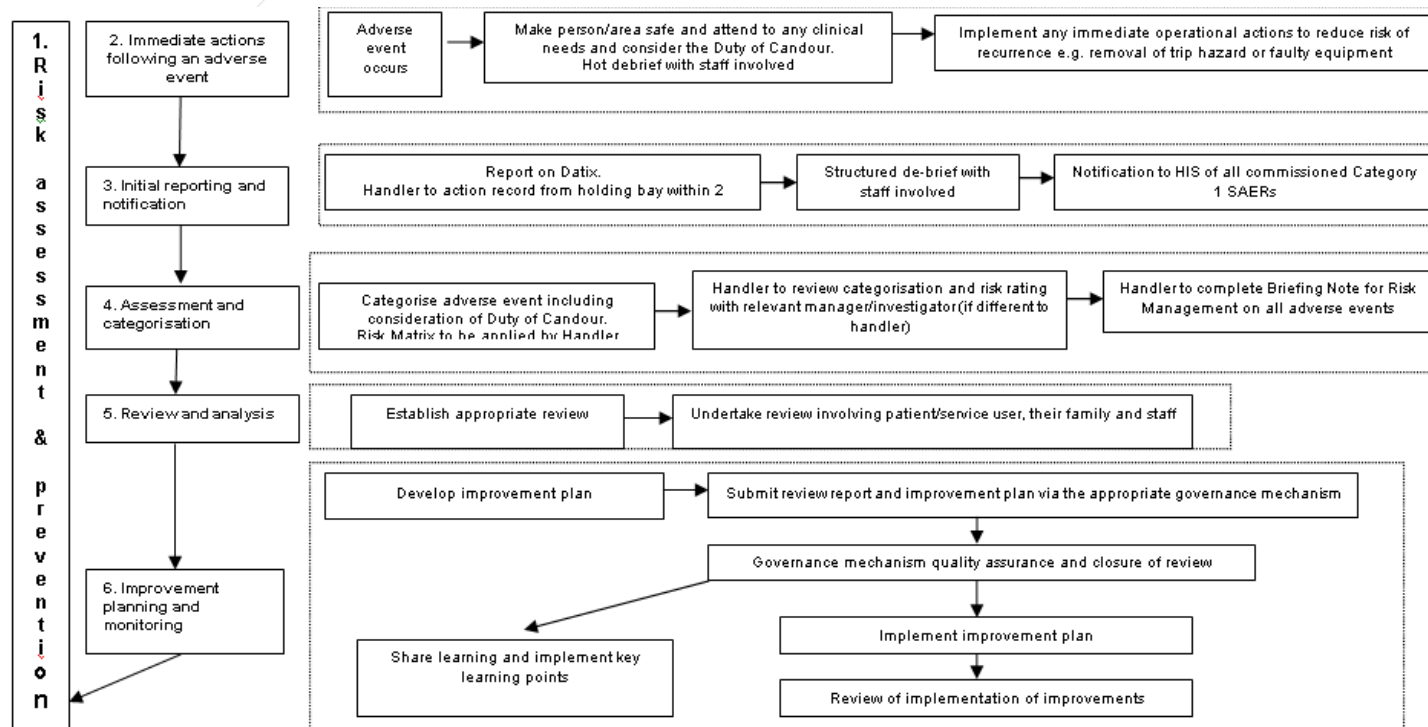 1.
Risk assessment & prevention
2. Immediate actions
following an adverse
event
Adverse
event
occurs
Make person/area safe and attend to any clinical
needs and consider the Duty of Candour.
Hot debrief with staff involved
Implement any immediate operational actions to reduce risk of
recurrence e.g. removal of trip hazard or faulty equipment
3. Initial reporting and
notification
Report on Datix.
Handler to action record from holding bay within 2
Structured de-brief with
staff involved
Notification to HIS of all commissioned Category
1 SAERs
4. Assessment and
categorisation
Categorise adverse event including
consideration of Duty of Candour.
Risk Matrix to be applied by Handler
Handler to review categorisation and risk rating
with relevant manager/investigator(if different to
handler)
Handler to complete Briefing Note for Risk
Management on all adverse events
5. Review and analysis
Establish appropriate review
Undertake review involving patient/service user, their family and staff
6. Improvement
planning and
monitoring
Develop improvement plan
Submit review report and improvement plan via the appropriate governance mechanism
Governance mechanism quality assurance and closure of review
Share learning and implement key
learning points
Implement improvement plan
Review of implementation of improvements